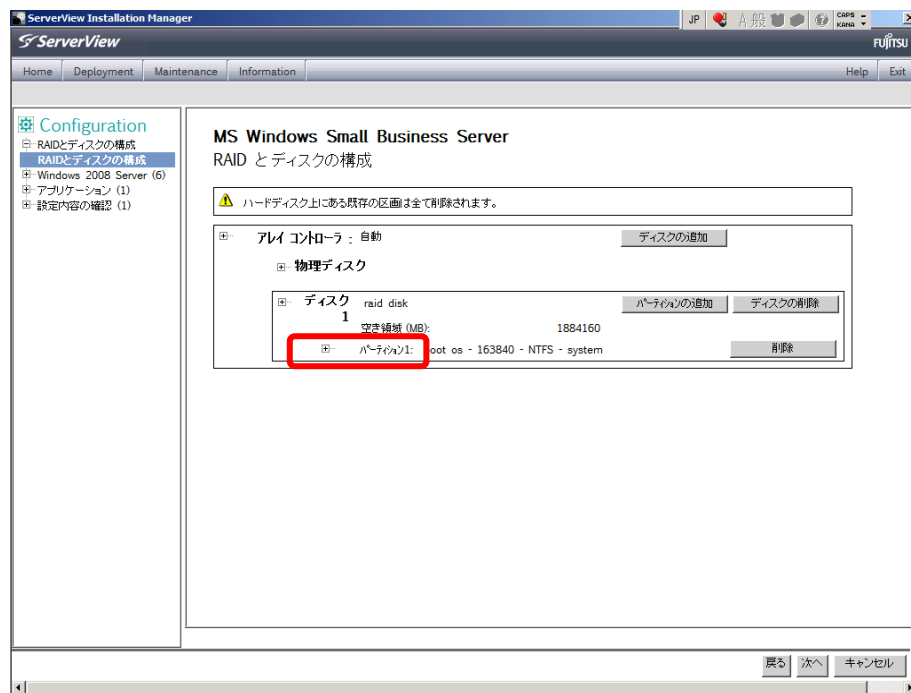 ServerView Installation Manag
JP A 般 CAPS KANA
ServerView FUJITSU
Home Deployment Maintenance Information Help Exit
Configuration
RAIDとディスクの構成
RAIDとディスクの構成
Windows 2008 Server (6)
アプリケーション (1)
設定内容の確認 (1)
MS Windows Small Business Server
RAID とディスクの構成
ハードディスク上にある既存の区画は全て削除されます。
アレイ コントローラ : 自動 ディスクの追加
物理ディスク
ディスク 1 raid disk パーティションの追加 ディスクの削除
空き領域 (MB): 1884160
パーティション1: oot os - 163840 - NTFS - system 削除
戻る 次へ キャンセル